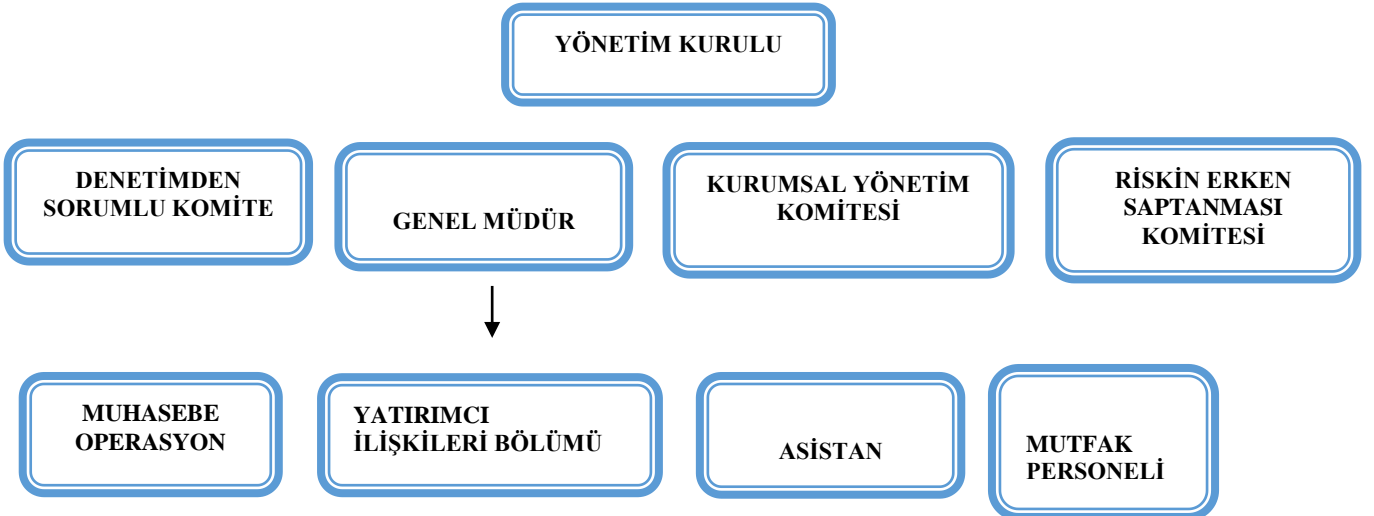 YÖNETİM KURULU
DENETİMDEN
SORUMLU KOMİTE
GENEL MÜDÜR
KURUMSAL YÖNETİM
KOMİTESİ
RİSKİN ERKEN
SAPTANMASI
KOMİTESİ
MUHASEBE
OPERASYON
YATIRIMCI
İLİŞKİLERİ BÖLÜMÜ
ASİSTAN
MUTFAK
PERSONELİ